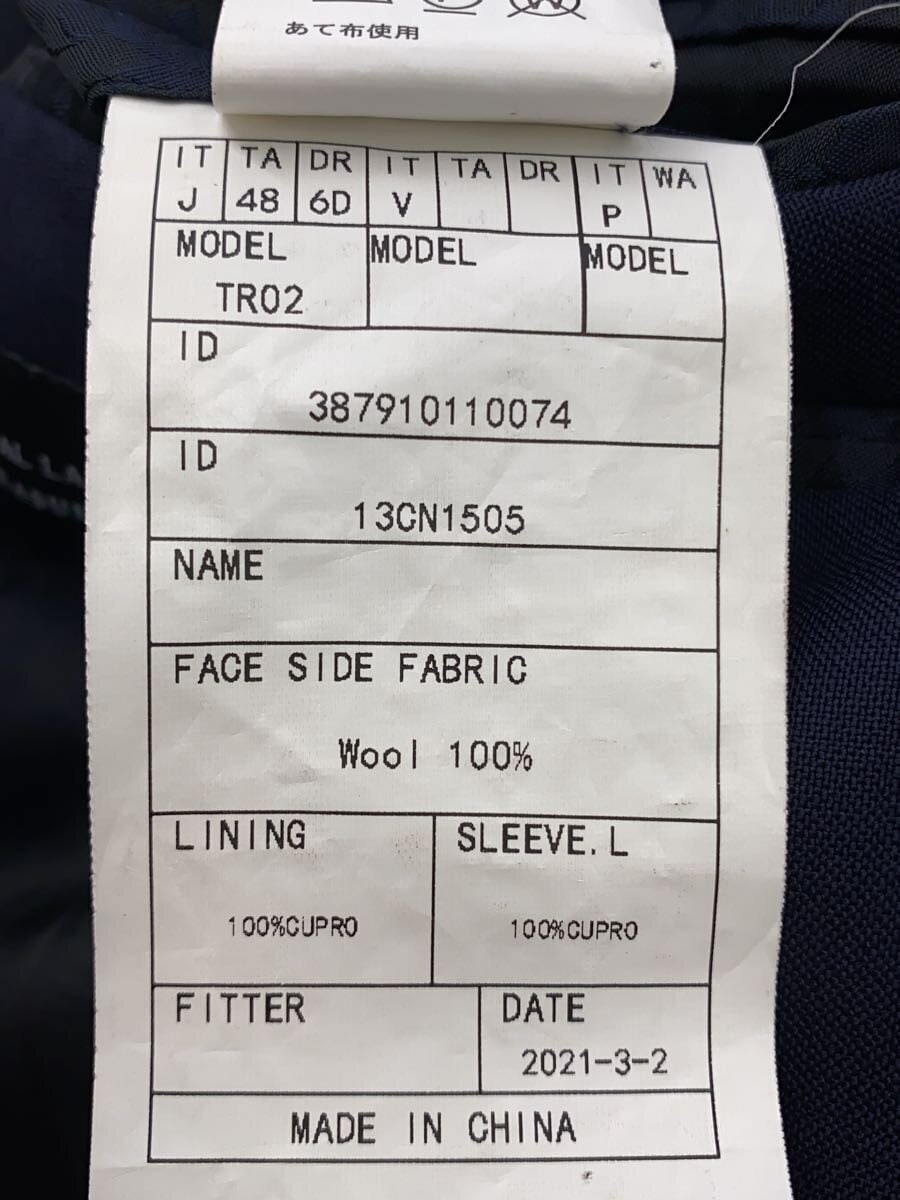 あて布使用
IT TA DR IT TA DR IT WA
J 48 6D V P
MODEL MODEL MODEL
TR02
ID
387910110074
ID
13CN1505
NAME
FACE SIDE FABRIC
Wool 100%
LINING SLEEVE.L
100%CUPRO 100%CUPRO
FITTER DATE
2021-3-2
MADE IN CHINA